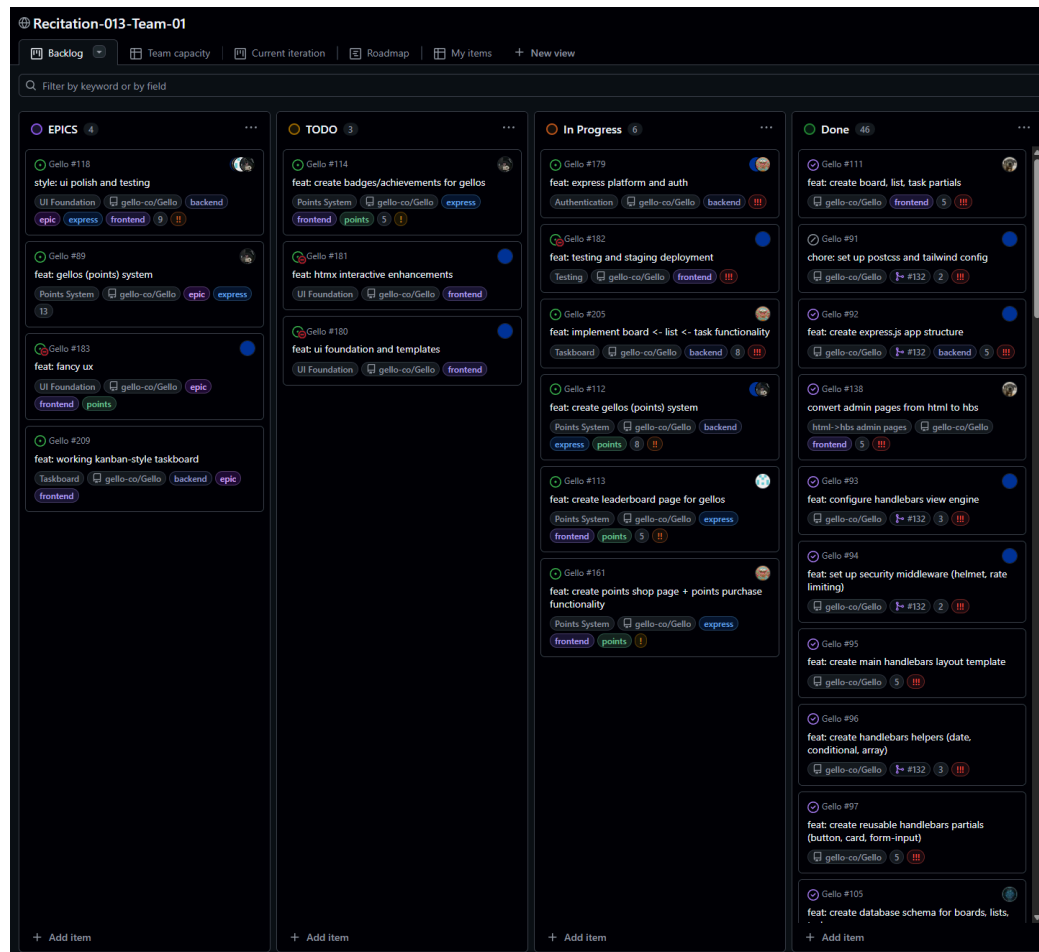 Recitation-013-Team-01
Backlog
Team capacity
Current iteration
Roadmap
My items
+ New view
Filter by keyword or by field
EPICS 4 ...
Gello #118
style: ui polish and testing
UI Foundation gello-co/Gello backend
epic express frontend 9 !!
Gello #89
feat: gellos (points) system
Points System gello-co/Gello epic express
13
Gello #183
feat: fancy ux
UI Foundation gello-co/Gello epic
frontend points
Gello #209
feat: working kanban-style taskboard
Taskboard gello-co/Gello backend epic
frontend
+ Add item
TODO 3 ...
Gello #114
feat: create badges/achievements for gellos
Points System gello-co/Gello express
frontend points 5 !
Gello #181
feat: htmx interactive enhancements
UI Foundation gello-co/Gello frontend
Gello #180
feat: ui foundation and templates
UI Foundation gello-co/Gello frontend
+ Add item
In Progress 6 ...
Gello #179
feat: express platform and auth
Authentication gello-co/Gello backend !!!
Gello #182
feat: testing and staging deployment
Testing gello-co/Gello frontend !!!
Gello #205
feat: implement board <- list <- task functionality
Taskboard gello-co/Gello backend 8 !!!
Gello #112
feat: create gellos (points) system
Points System gello-co/Gello backend
express points 8 !!
Gello #113
feat: create leaderboard page for gellos
Points System gello-co/Gello express
frontend points 5 !!
Gello #161
feat: create points shop page + points purchase
functionality
Points System gello-co/Gello express
frontend points !
+ Add item
Done 46 ...
Gello #111
feat: create board, list, task partials
gello-co/Gello frontend 5 !!!
Gello #91
chore: set up postcss and tailwind config
gello-co/Gello #132 2 !!!
Gello #92
feat: create express.js app structure
gello-co/Gello #132 backend 5 !!!
Gello #138
convert admin pages from html to hbs
html->hbs admin pages gello-co/Gello
frontend 5 !!!
Gello #93
feat: configure handlebars view engine
gello-co/Gello #132 3 !!!
Gello #94
feat: set up security middleware (helmet, rate
limiting)
gello-co/Gello #132 2 !!!
Gello #95
feat: create main handlebars layout template
gello-co/Gello 5 !!!
Gello #96
feat: create handlebars helpers (date,
conditional, array)
gello-co/Gello #132 3 !!!
Gello #97
feat: create reusable handlebars partials
(button, card, form-input)
gello-co/Gello 5 !!!
Gello #105
feat: create database schema for boards, lists,
+ Add item